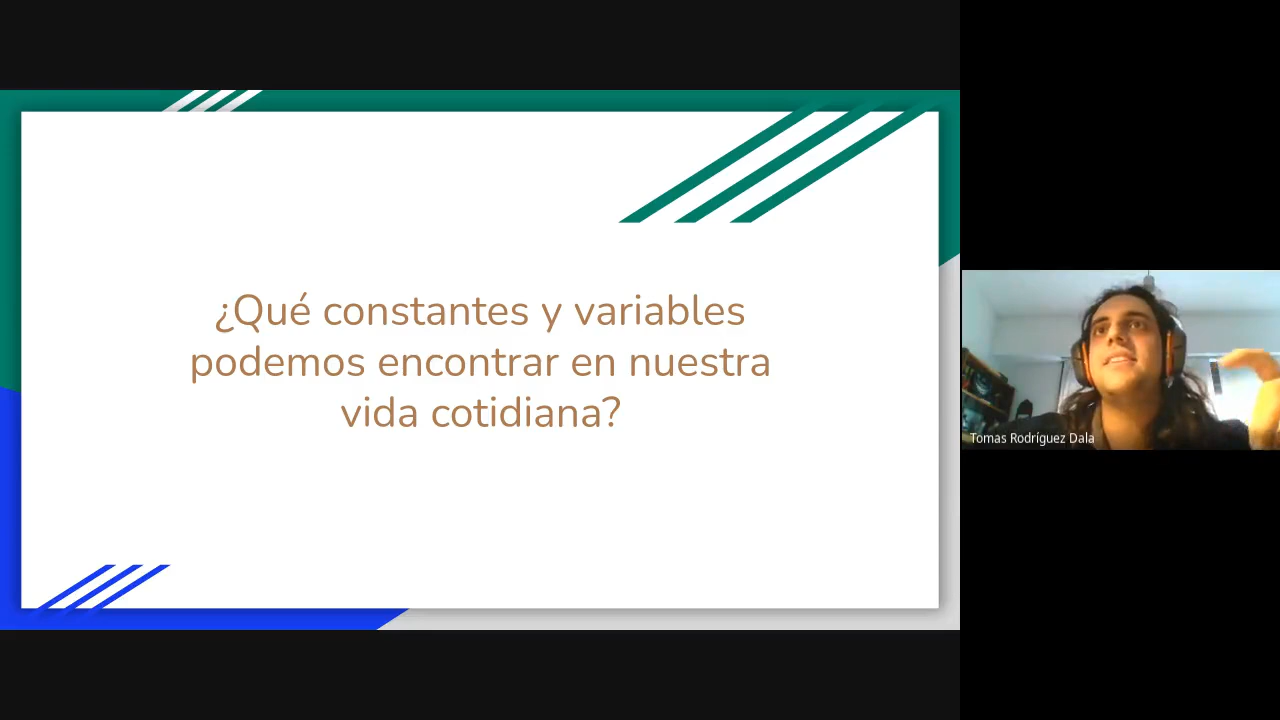 ¿Qué constantes y variables
podemos encontrar en nuestra
vida cotidiana?
Tomas Rodríguez Dala